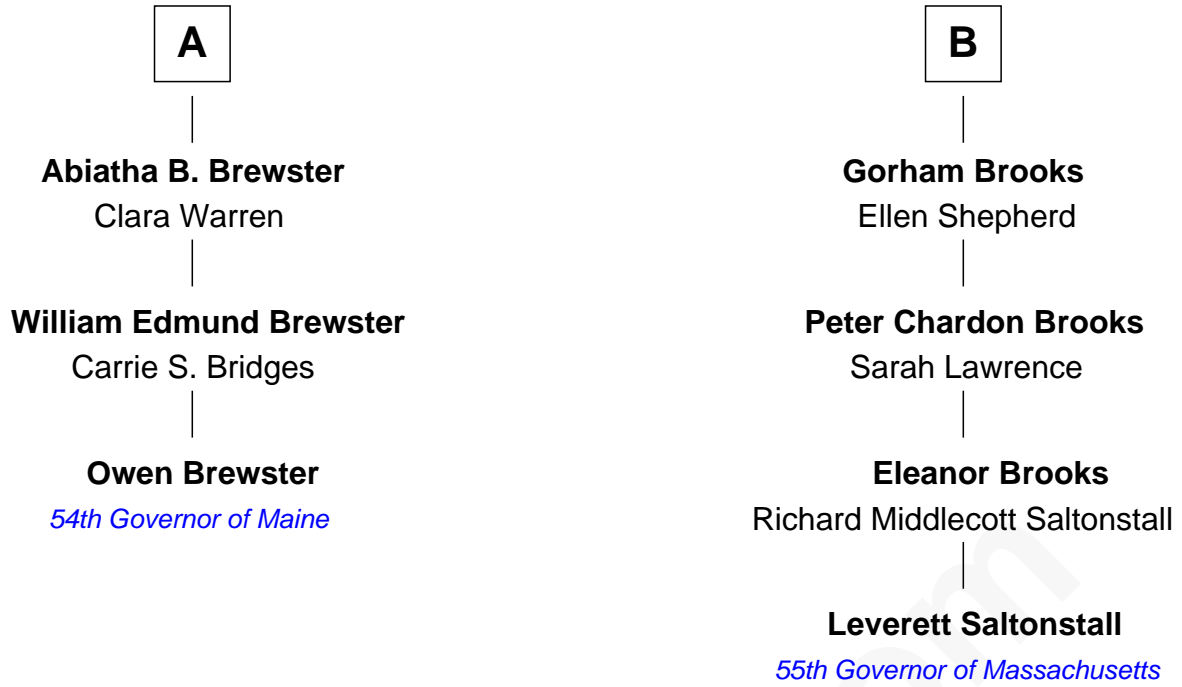 A
Abiatha B. Brewster
Clara Warren
William Edmund Brewster
Carrie S. Bridges
Owen Brewster
54th Governor of Maine
B
Gorham Brooks
Ellen Shepherd
Peter Chardon Brooks
Sarah Lawrence
Eleanor Brooks
Richard Middlecott Saltonstall
Leverett Saltonstall
55th Governor of Massachusetts